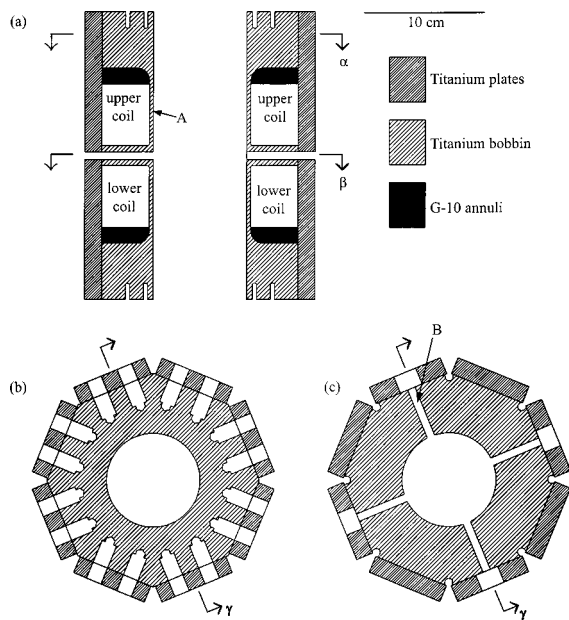 (a)
10 cm
α
upper
coil
upper
coil
A
Titanium plates
Titanium bobbin
β
lower
coil
lower
coil
G-10 annuli
B
(b)
(c)
γ
γ